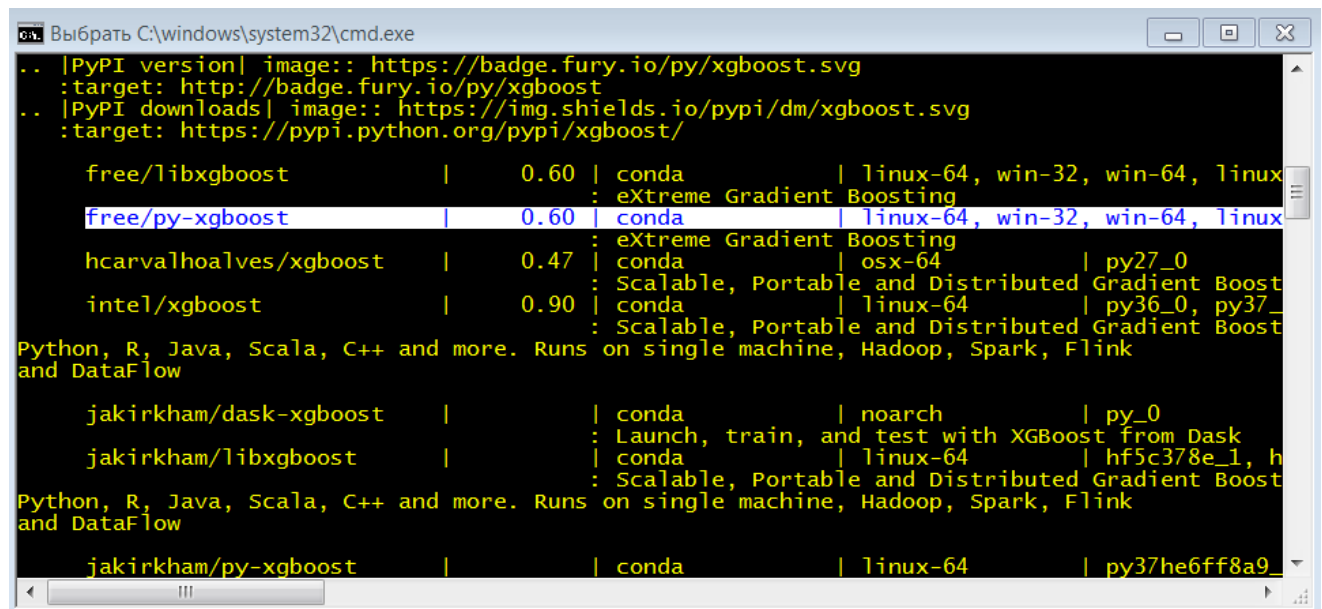 Выбрать C:\windows\system32\cmd.exe
.. |PyPI version| image:: https://badge.fury.io/py/xgboost.svg
:target: http://badge.fury.io/py/xgboost
.. |PyPI downloads| image:: https://img.shields.io/pypi/dm/xgboost.svg
:target: https://pypi.python.org/pypi/xgboost/
free/libxgboost | 0.60 | conda | linux-64, win-32, win-64, linux
: eXtreme Gradient Boosting
free/py-xgboost | 0.60 | conda | linux-64, win-32, win-64, linux
: eXtreme Gradient Boosting
hcarvalhoalves/xgboost | 0.47 | conda | osx-64 | py27_0
: Scalable, Portable and Distributed Gradient Boost
intel/xgboost | 0.90 | conda | linux-64 | py36_0, py37_
: Scalable, Portable and Distributed Gradient Boost
Python, R, Java, Scala, C++ and more. Runs on single machine, Hadoop, Spark, Flink
and DataFlow
jakirkham/dask-xgboost | | conda | noarch | py_0
: Launch, train, and test with XGBoost from Dask
jakirkham/libxgboost | | conda | linux-64 | hf5c378e_1, h
: Scalable, Portable and Distributed Gradient Boost
Python, R, Java, Scala, C++ and more. Runs on single machine, Hadoop, Spark, Flink
and DataFlow
jakirkham/py-xgboost | | conda | linux-64 | py37he6ff8a9_